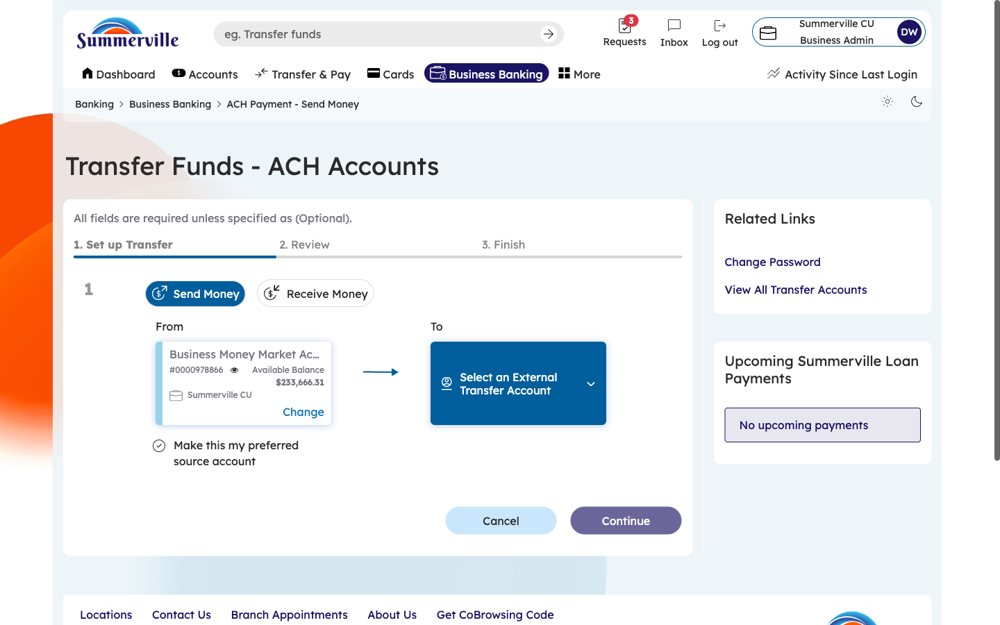 Summerville
eg. Transfer funds
3
Requests
Inbox
Log out
Summerville CU
Business Admin
DW
Dashboard
Accounts
Transfer & Pay
Cards
Business Banking
More
Activity Since Last Login
Banking > Business Banking > ACH Payment - Send Money
Transfer Funds - ACH Accounts
All fields are required unless specified as (Optional).
1. Set up Transfer
2. Review
3. Finish
1
Send Money
Receive Money
From
Business Money Market Ac...
#0000978866
Available Balance
$233,666.31
Summerville CU
Change
Make this my preferred
source account
To
Select an External
Transfer Account
Cancel
Continue
Related Links
Change Password
View All Transfer Accounts
Upcoming Summerville Loan
Payments
No upcoming payments
Locations
Contact Us
Branch Appointments
About Us
Get CoBrowsing Code